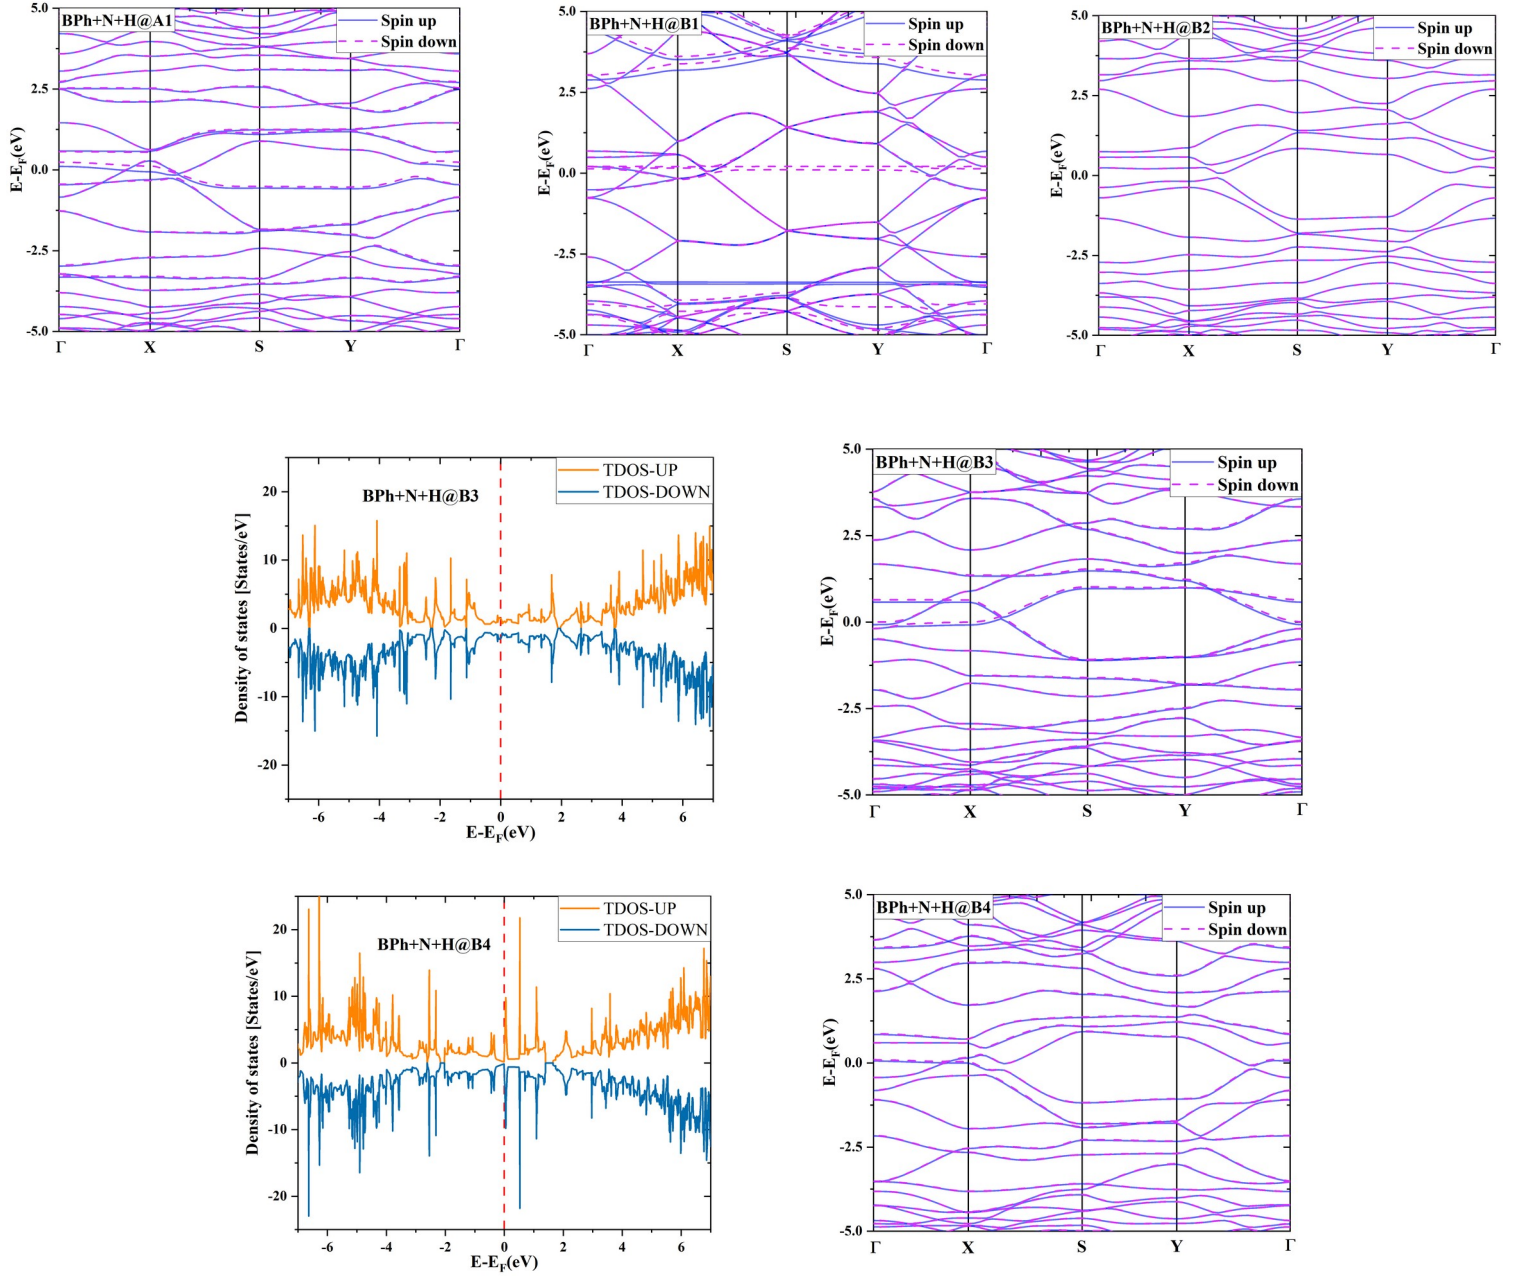 BPh+N+H@A1
Spin up
Spin down
5.0
2.5
0.0
-2.5
-5.0
E-EF(eV)
Γ X S Y Γ
BPh+N+H@B1
Spin up
Spin down
5.0
2.5
0.0
-2.5
-5.0
E-EF(eV)
Γ X S Y Γ
BPh+N+H@B2
Spin up
Spin down
5.0
2.5
0.0
-2.5
-5.0
E-EF(eV)
Γ X S Y Γ
BPh+N+H@B3
TDOS-UP
TDOS-DOWN
20
10
0
-10
-20
Density of states [States/eV]
-6 -4 -2 0 2 4 6
E-EF(eV)
BPh+N+H@B3
Spin up
Spin down
5.0
2.5
0.0
-2.5
-5.0
E-EF(eV)
Γ X S Y Γ
BPh+N+H@B4
TDOS-UP
TDOS-DOWN
20
10
0
-10
-20
Density of states [States/eV]
-6 -4 -2 0 2 4 6
E-EF(eV)
BPh+N+H@B4
Spin up
Spin down
5.0
2.5
0.0
-2.5
-5.0
E-EF(eV)
Γ X S Y Γ